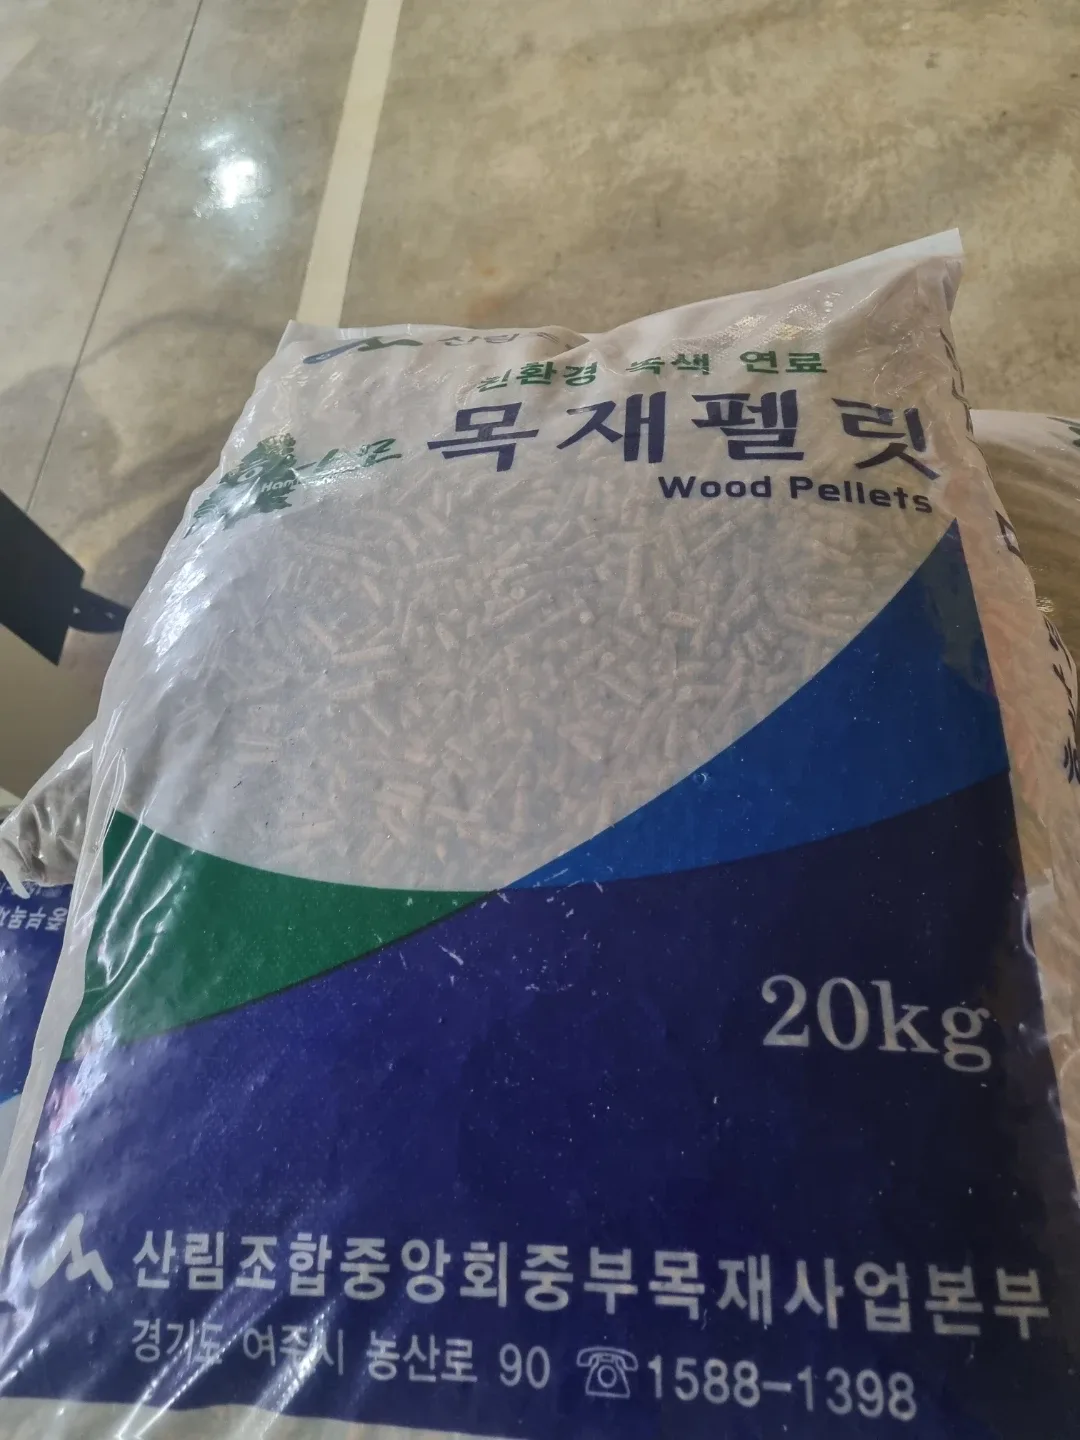 산림
친환경 녹색 연료
목재펠릿
Wood Pellets
20kg
산림조합중앙회중부목재사업본부
경기도 여주시 농산로 90 ☏1588-1398